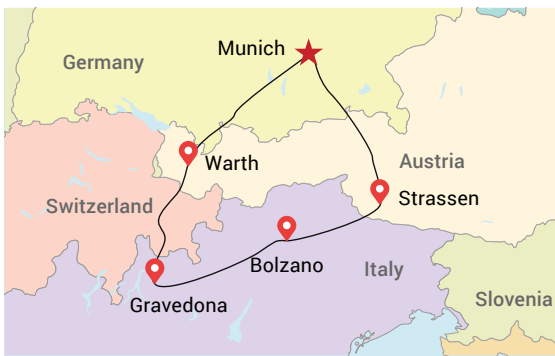 Munich
Germany
Warth
Austria
Strassen
Switzerland
Bolzano
Italy
Gravedona
Slovenia